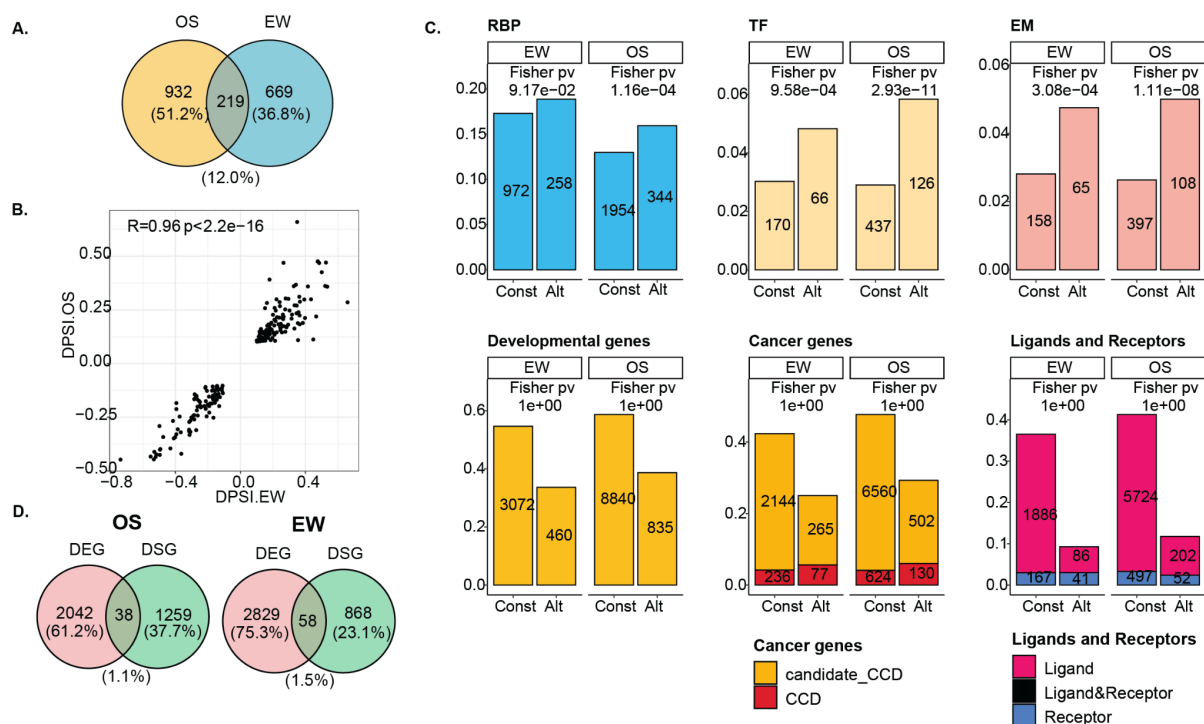 A.
OS
EW
932
(51.2%)
219
669
(36.8%)
(12.0%)
B.
R=0.96 p<2.2e-16
DPSI.OS
0.50
0.25
0.00
-0.25
-0.50
-0.8
-0.4
0.0
0.4
DPSI.EW
D.
OS
DEG
DSG
2042
(61.2%)
38
1259
(37.7%)
(1.1%)
EW
DEG
DSG
2829
(75.3%)
58
868
(23.1%)
(1.5%)
C.
RBP
EW
OS
Fisher pv
9.17e-02
Fisher pv
1.16e-04
0.20
0.15
0.10
0.05
0.00
972
258
1954
344
Const
Alt
Const
Alt
TF
EW
OS
Fisher pv
9.58e-04
Fisher pv
2.93e-11
0.06
0.04
0.02
0.00
170
66
437
126
Const
Alt
Const
Alt
EM
EW
OS
Fisher pv
3.08e-04
Fisher pv
1.11e-08
0.06
0.04
0.02
0.00
158
65
397
108
Const
Alt
Const
Alt
Developmental genes
EW
OS
Fisher pv
1e+00
Fisher pv
1e+00
0.6
0.4
0.2
0.0
3072
460
8840
835
Const
Alt
Const
Alt
Cancer genes
EW
OS
Fisher pv
1e+00
Fisher pv
1e+00
0.4
0.2
0.0
2144
236
265
77
6560
624
502
130
Const
Alt
Const
Alt
Cancer genes
candidate_CCD
CCD
Ligands and Receptors
EW
OS
Fisher pv
1e+00
Fisher pv
1e+00
0.4
0.3
0.2
0.1
0.0
1886
167
86
41
5724
497
202
52
Const
Alt
Const
Alt
Ligands and Receptors
Ligand
Ligand&Receptor
Receptor